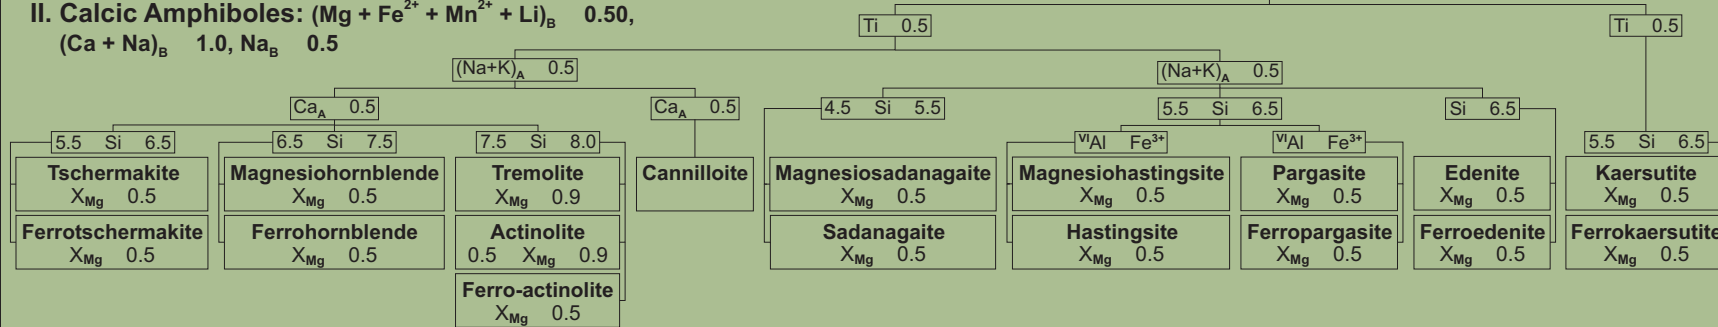 II. Calcic Amphiboles: (Mg + Fe²⁺ + Mn²⁺ + Li)B 0.50,
(Ca + Na)B 1.0, NaB 0.5
Ti 0.5
Ti 0.5
(Na+K)A 0.5
(Na+K)A 0.5
CaA 0.5
CaA 0.5
4.5 Si 5.5
5.5 Si 6.5
Si 6.5
5.5 Si 6.5
6.5 Si 7.5
7.5 Si 8.0
VIAl Fe³⁺
VIAl Fe³⁺
5.5 Si 6.5
Tschermakite
XMg 0.5
Magnesiohornblende
XMg 0.5
Tremolite
XMg 0.9
Cannilloite
Magnesiosadanagaite
XMg 0.5
Magnesiohastingsite
XMg 0.5
Pargasite
XMg 0.5
Edenite
XMg 0.5
Kaersutite
XMg 0.5
Ferrotschermakite
XMg 0.5
Ferrohornblende
XMg 0.5
Actinolite
0.5 XMg 0.9
Sadanagaite
XMg 0.5
Hastingsite
XMg 0.5
Ferropargasite
XMg 0.5
Ferroedenite
XMg 0.5
Ferrokaersutite
XMg 0.5
Ferro-actinolite
XMg 0.5